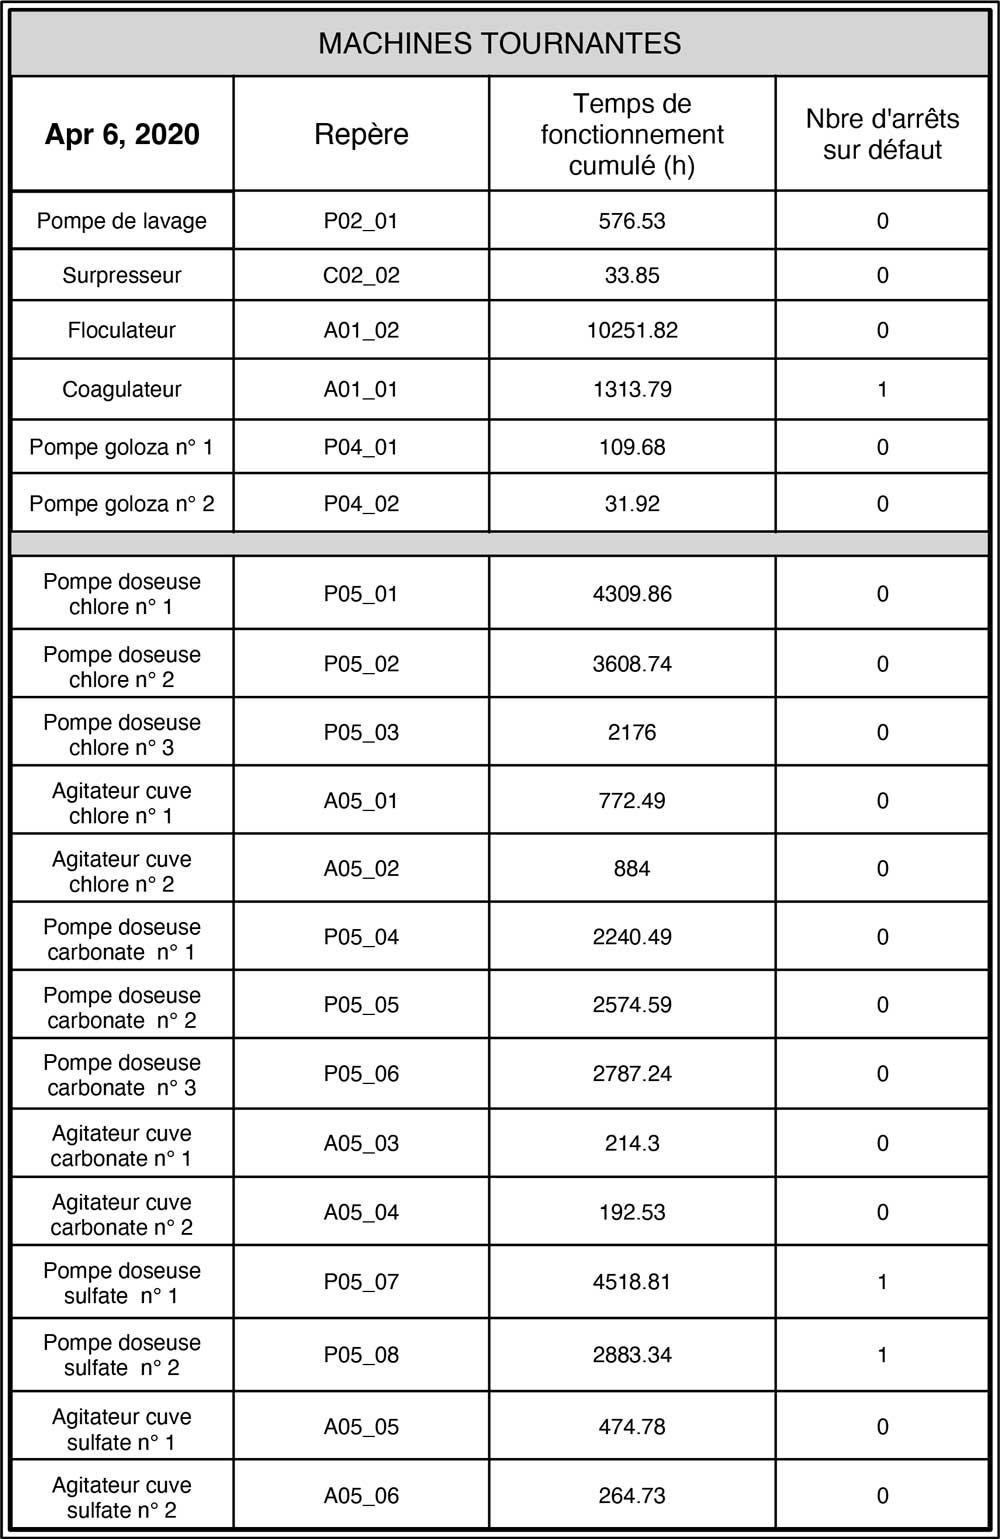 MACHINES TOURNANTES
Apr 6, 2020
Repère
Temps de
fonctionnement
cumulé (h)
Nbre d'arrêts
sur défaut
Pompe de lavage P02_01 576.53 0
Surpresseur C02_02 33.85 0
Floculateur A01_02 10251.82 0
Coagulateur A01_01 1313.79 1
Pompe goloza n° 1 P04_01 109.68 0
Pompe goloza n° 2 P04_02 31.92 0
Pompe doseuse
chlore n° 1
P05_01 4309.86 0
Pompe doseuse
chlore n° 2
P05_02 3608.74 0
Pompe doseuse
chlore n° 3
P05_03 2176 0
Agitateur cuve
chlore n° 1
A05_01 772.49 0
Agitateur cuve
chlore n° 2
A05_02 884 0
Pompe doseuse
carbonate  n° 1
P05_04 2240.49 0
Pompe doseuse
carbonate  n° 2
P05_05 2574.59 0
Pompe doseuse
carbonate  n° 3
P05_06 2787.24 0
Agitateur cuve
carbonate n° 1
A05_03 214.3 0
Agitateur cuve
carbonate n° 2
A05_04 192.53 0
Pompe doseuse
sulfate  n° 1
P05_07 4518.81 1
Pompe doseuse
sulfate  n° 2
P05_08 2883.34 1
Agitateur cuve
sulfate n° 1
A05_05 474.78 0
Agitateur cuve
sulfate n° 2
A05_06 264.73 0